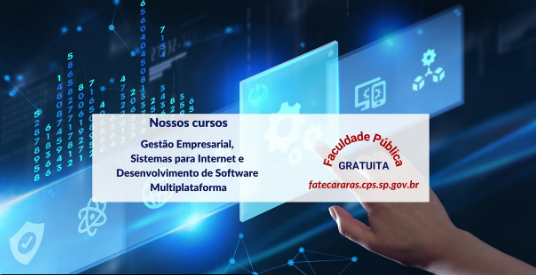 Nossos cursos
Gestão Empresarial,
Sistemas para Internet e
Desenvolvimento de Software
Multiplataforma
Faculdade Pública
GRATUITA
fatecararas.cps.sp.gov.br